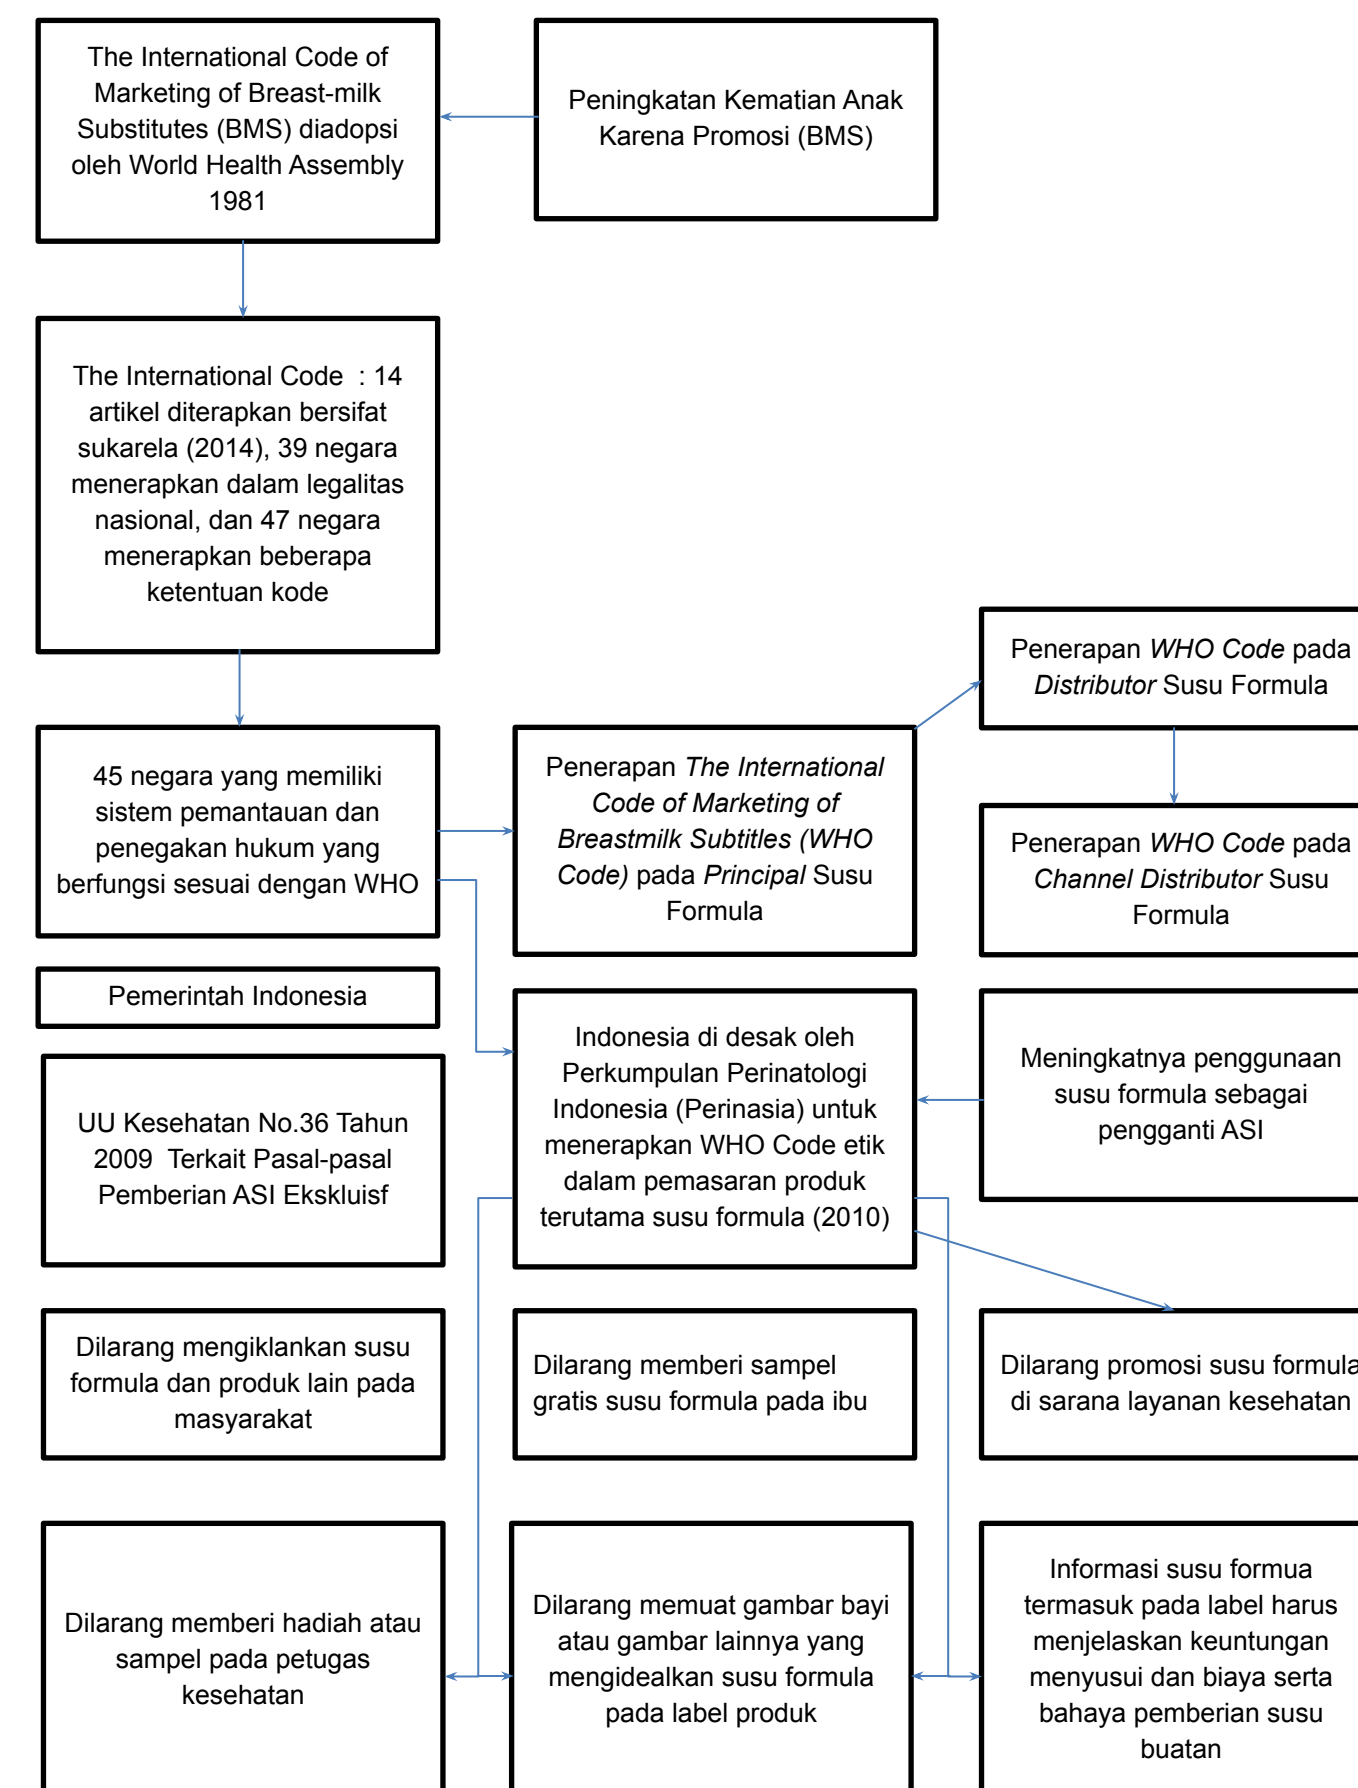 The International Code of
Marketing of Breast-milk
Substitutes (BMS) diadopsi
oleh World Health Assembly
1981
Peningkatan Kematian Anak
Karena Promosi (BMS)
The International Code  : 14
artikel diterapkan bersifat
sukarela (2014), 39 negara
menerapkan dalam legalitas
nasional, dan 47 negara
menerapkan beberapa
ketentuan kode
Penerapan WHO Code pada
Distributor Susu Formula
45 negara yang memiliki
sistem pemantauan dan
penegakan hukum yang
berfungsi sesuai dengan WHO
Penerapan The International
Code of Marketing of
Breastmilk Subtitles (WHO
Code) pada Principal Susu
Formula
Penerapan WHO Code pada
Channel Distributor Susu
Formula
Pemerintah Indonesia
Indonesia di desak oleh
Perkumpulan Perinatologi
Indonesia (Perinasia) untuk
menerapkan WHO Code etik
dalam pemasaran produk
terutama susu formula (2010)
Meningkatnya penggunaan
susu formula sebagai
pengganti ASI
UU Kesehatan No.36 Tahun
2009  Terkait Pasal-pasal
Pemberian ASI Ekskluisf
Dilarang mengiklankan susu
formula dan produk lain pada
masyarakat
Dilarang memberi sampel
gratis susu formula pada ibu
Dilarang promosi susu formula
di sarana layanan kesehatan
Dilarang memberi hadiah atau
sampel pada petugas
kesehatan
Dilarang memuat gambar bayi
atau gambar lainnya yang
mengidealkan susu formula
pada label produk
Informasi susu formua
termasuk pada label harus
menjelaskan keuntungan
menyusui dan biaya serta
bahaya pemberian susu
buatan